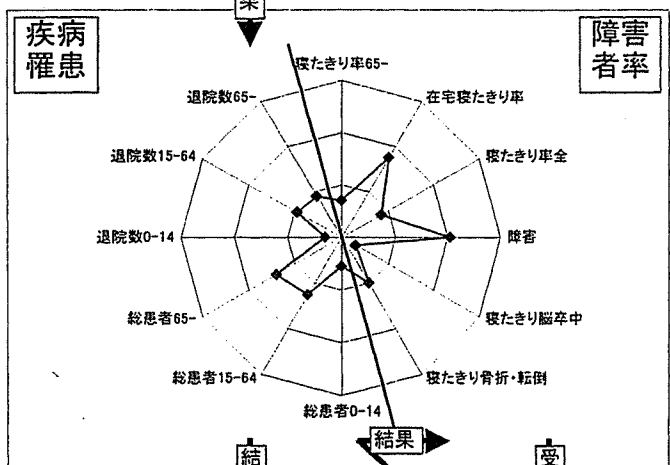 果
疾病
罹患
障害
者率
寝たきり率65-
退院数65-
在宅寝たきり率
退院数15-64
寝たきり率全
退院数0-14
障害
総患者65-
寝たきり脳卒中
総患者15-64
寝たきり骨折・転倒
総患者0-14
結果
結
受